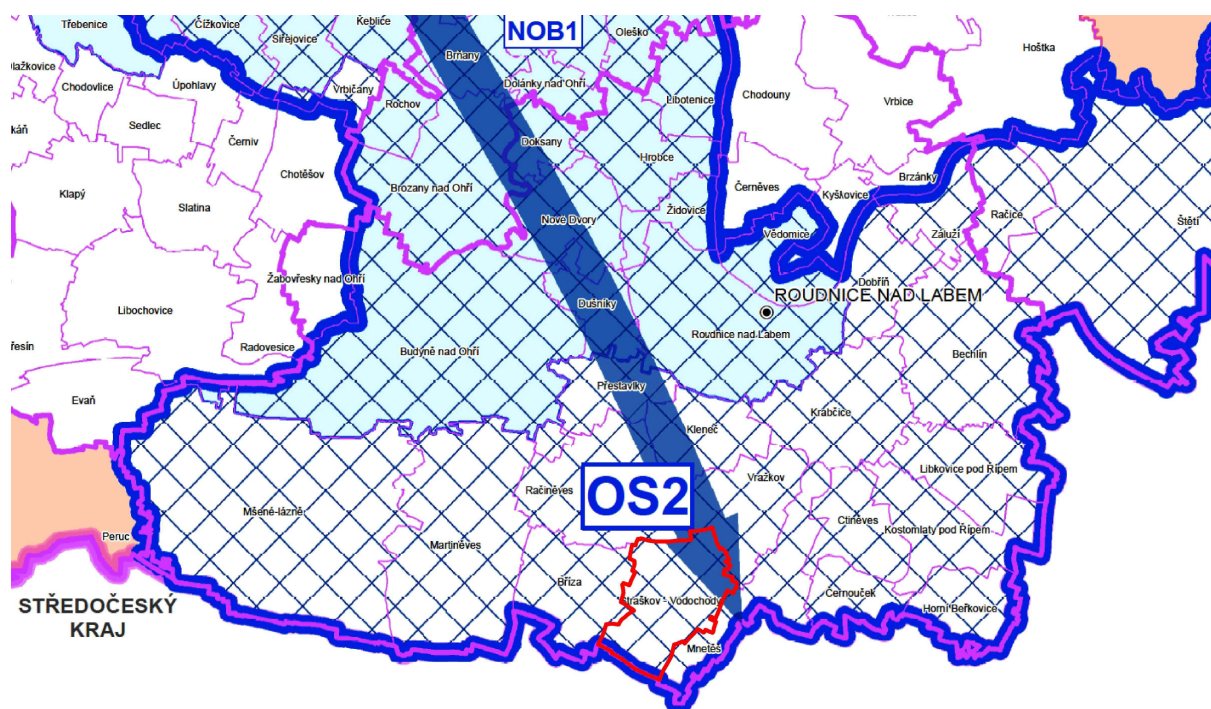 Třebenice
Čížkovice
Keblice
NOB1
Oleško
Siřejovice
Brňany
Hoštka
Chodovlice
Úpohlavy
Vrbičany
Rochov
Dolánky nad Ohří
Libotenice
Chodouny
Vrbice
Sedlec
Černiv
Doksany
Chotěšov
Hrobce
Klapý
Slatina
Brozany nad Ohří
Židovice
Černěves
Kyškovice
Brzánky
Nové Dvory
Vědomice
Záluží
Račice
Štětí
Žabovřesky nad Ohří
Dobříň
ROUDNICE NAD LABEM
Libochovice
Dušníky
Roudnice nad Labem
Radovesice
Budyně nad Ohří
Bechlín
Přestavlky
Evaň
Krabčice
Kleneč
Libkovice pod Řípem
Vražkov
OS2
Račiněves
Mšené-lázně
Ctiněves
Kostomlaty pod Řípem
Peruc
Martiněves
Bříza
Straškov - Vodochody
Černouček
Horní Beřkovice
STŘEDOČESKÝ
KRAJ
Mnetěš